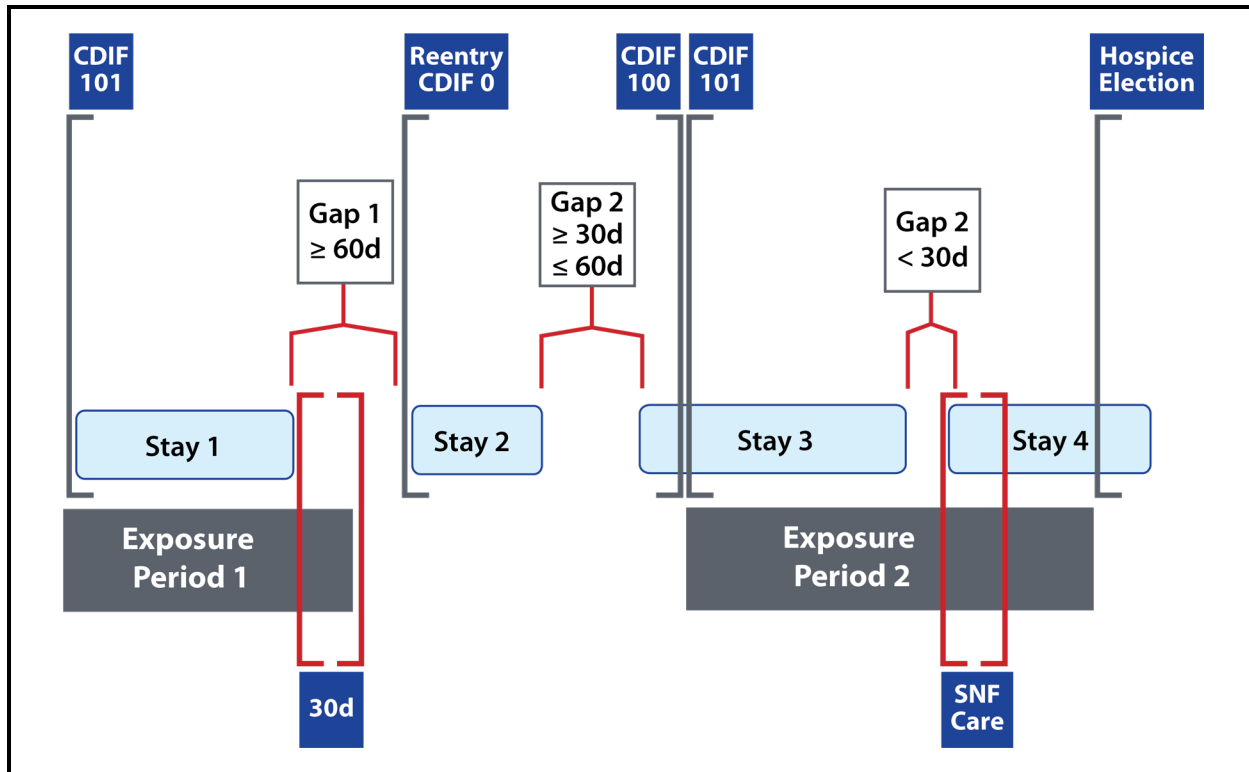 CDIF
101
Reentry
CDIF 0
CDIF
100
CDIF
101
Hospice
Election
Gap 1
≥ 60d
Gap 2
≥ 30d
≤ 60d
Gap 2
< 30d
Stay 1
Stay 2
Stay 3
Stay 4
Exposure
Period 1
Exposure
Period 2
30d
SNF
Care